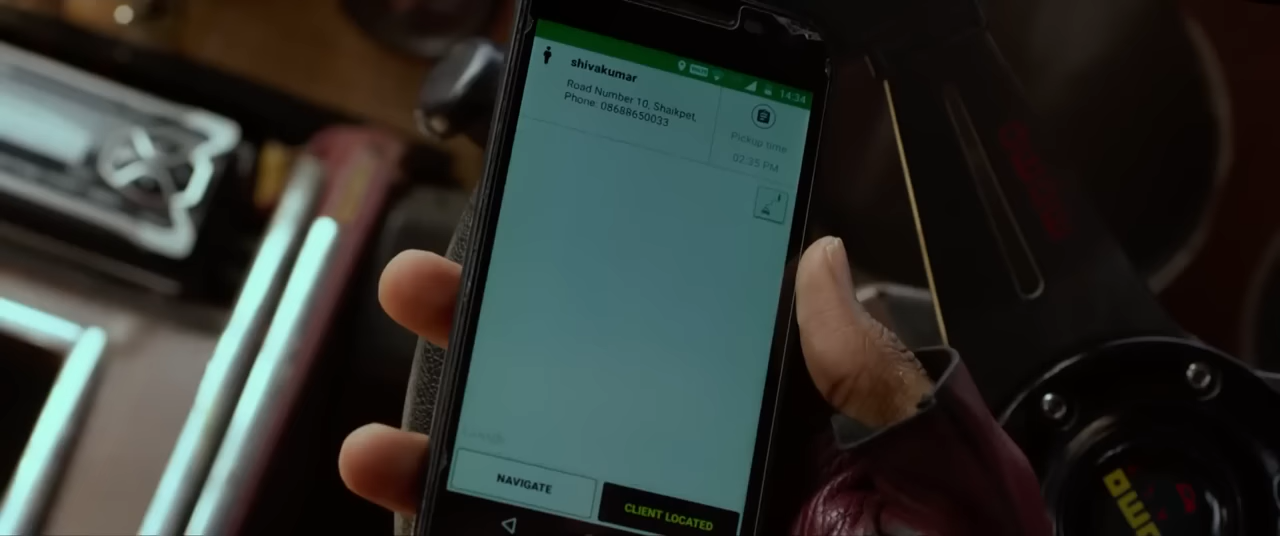 14:34
shivakumar
Road Number 10, Shaikpet,
Phone: 08688650033
Pickup time
02:35 PM
NAVIGATE
CLIENT LOCATED